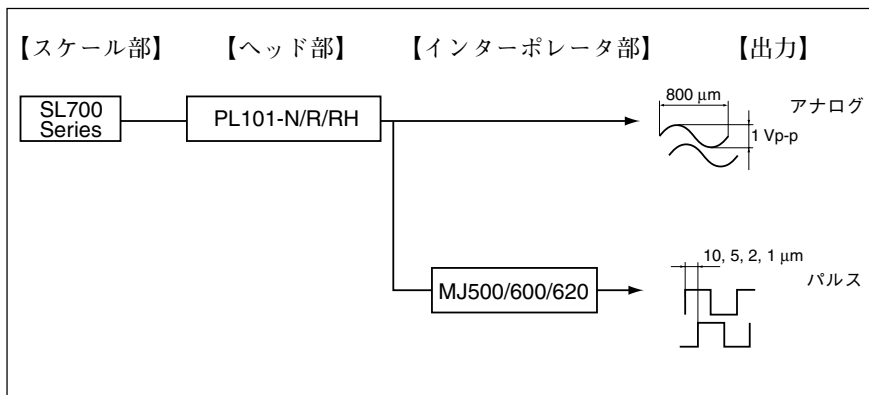 【スケール部】 【ヘッド部】 【インターポレータ部】 【出力】
SL700
Series
PL101-N/R/RH
800 μm
アナログ
1 Vp-p
MJ500/600/620
10, 5, 2, 1 μm
パルス